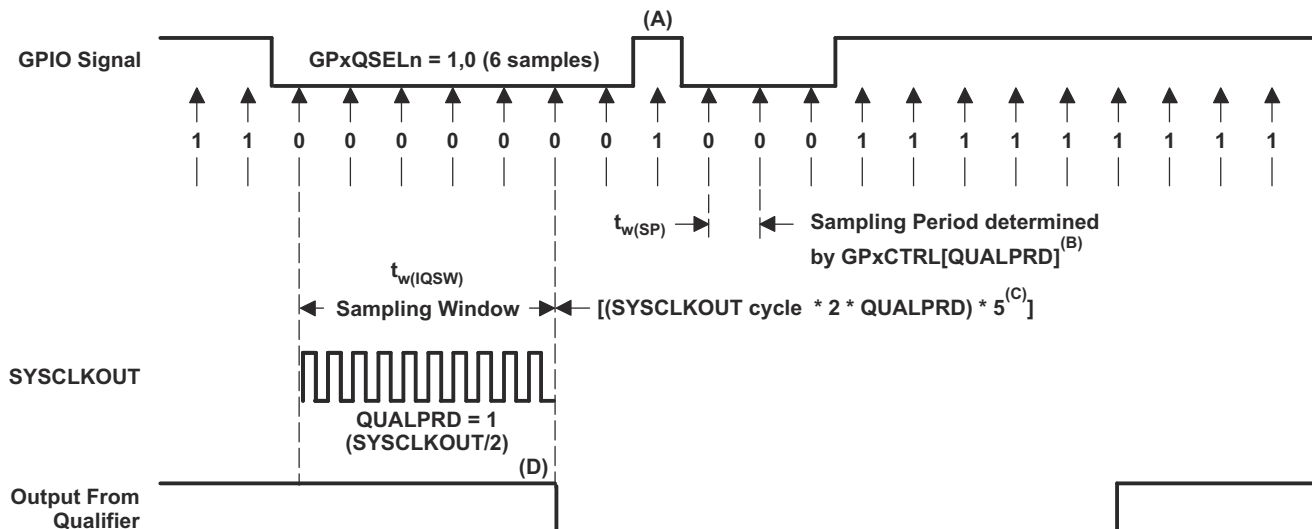 (A)
GPIO Signal
GPxQSELn = 1,0 (6 samples)
1 1 0 0 0 0 0 0 0 1 0 0 0 1 1 1 1 1 1 1 1 1
t_w(SP)
Sampling Period determined
by GPxCTRL[QUALPRD]^(B)
t_w(IQSW)
Sampling Window
[(SYSCLKOUT cycle * 2 * QUALPRD) * 5^(C)]
SYSCLKOUT
QUALPRD = 1
(SYSCLKOUT/2)
(D)
Output From
Qualifier